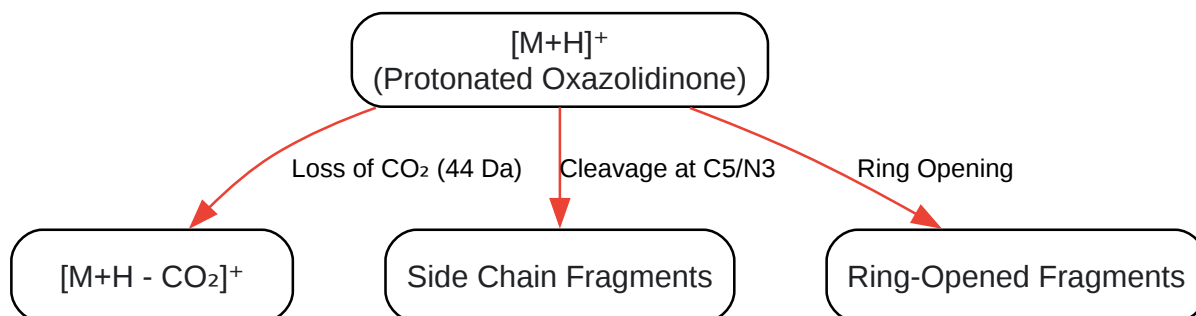 [M+H]⁺
(Protonated Oxazolidinone)
Loss of CO₂ (44 Da)
Cleavage at C5/N3
Ring Opening
[M+H - CO₂]⁺
Side Chain Fragments
Ring-Opened Fragments